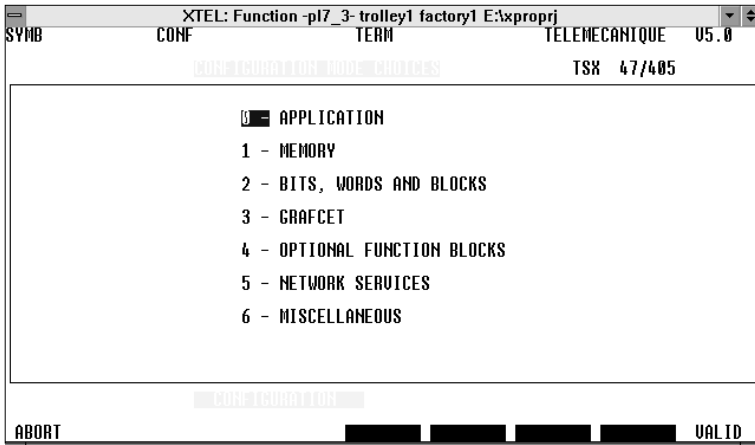 XTEL: Function -pl7_3- trolley1 factory1 E:\xproprj
SYMB CONF TERM TELEMECANIQUE V5.0
CONFIGURATION MODE CHOICES TSX 47/405
0 - APPLICATION
1 - MEMORY
2 - BITS, WORDS AND BLOCKS
3 - GRAFCET
4 - OPTIONAL FUNCTION BLOCKS
5 - NETWORK SERVICES
6 - MISCELLANEOUS
CONFIGURATION
ABORT VALID